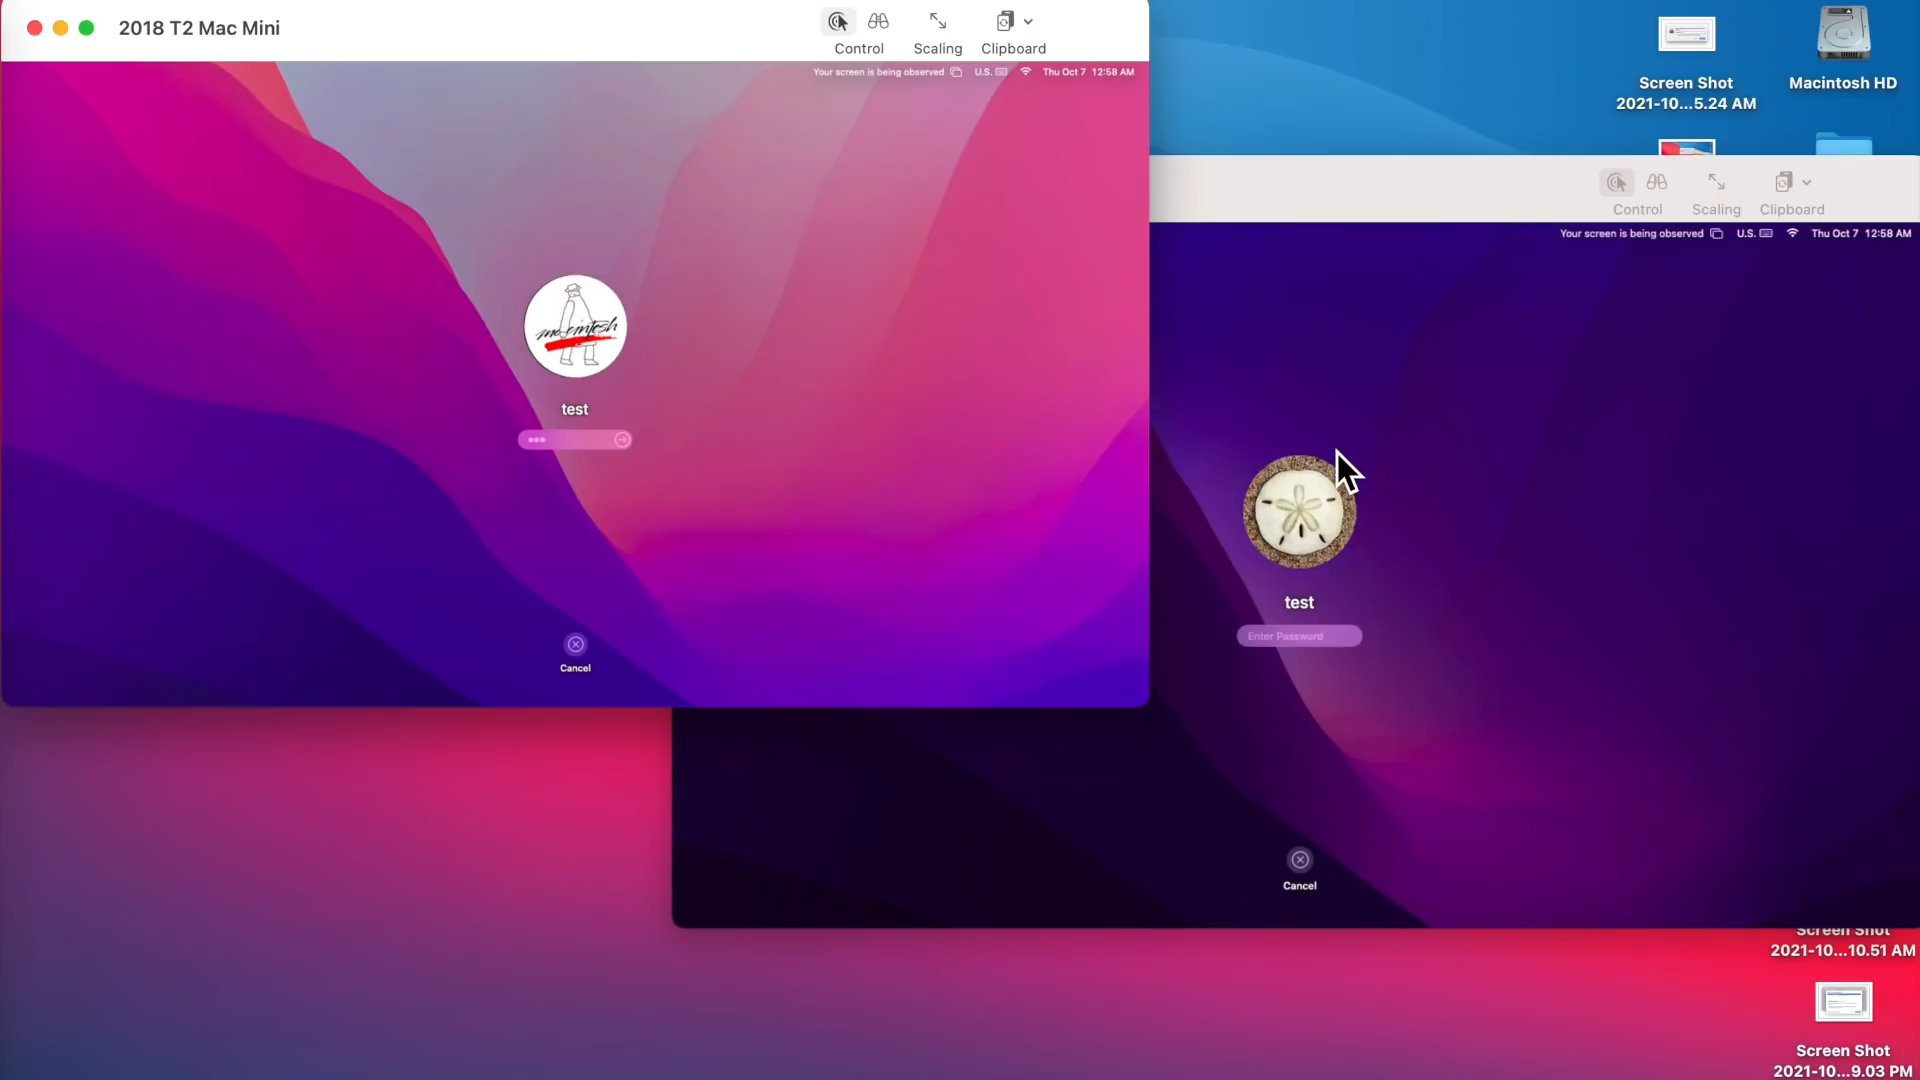 2018 T2 Mac Mini
Control
Scaling
Clipboard
Your screen is being observed
U.S.
Thu Oct 7 12:58 AM
macintosh
test
•••
Cancel
Screen Shot
2021-10...5.24 AM
Macintosh HD
Control
Scaling
Clipboard
Your screen is being observed
U.S.
Thu Oct 7 12:58 AM
test
Enter Password
Cancel
Screen Shot
2021-10...10.51 AM
Screen Shot
2021-10...9.03 PM